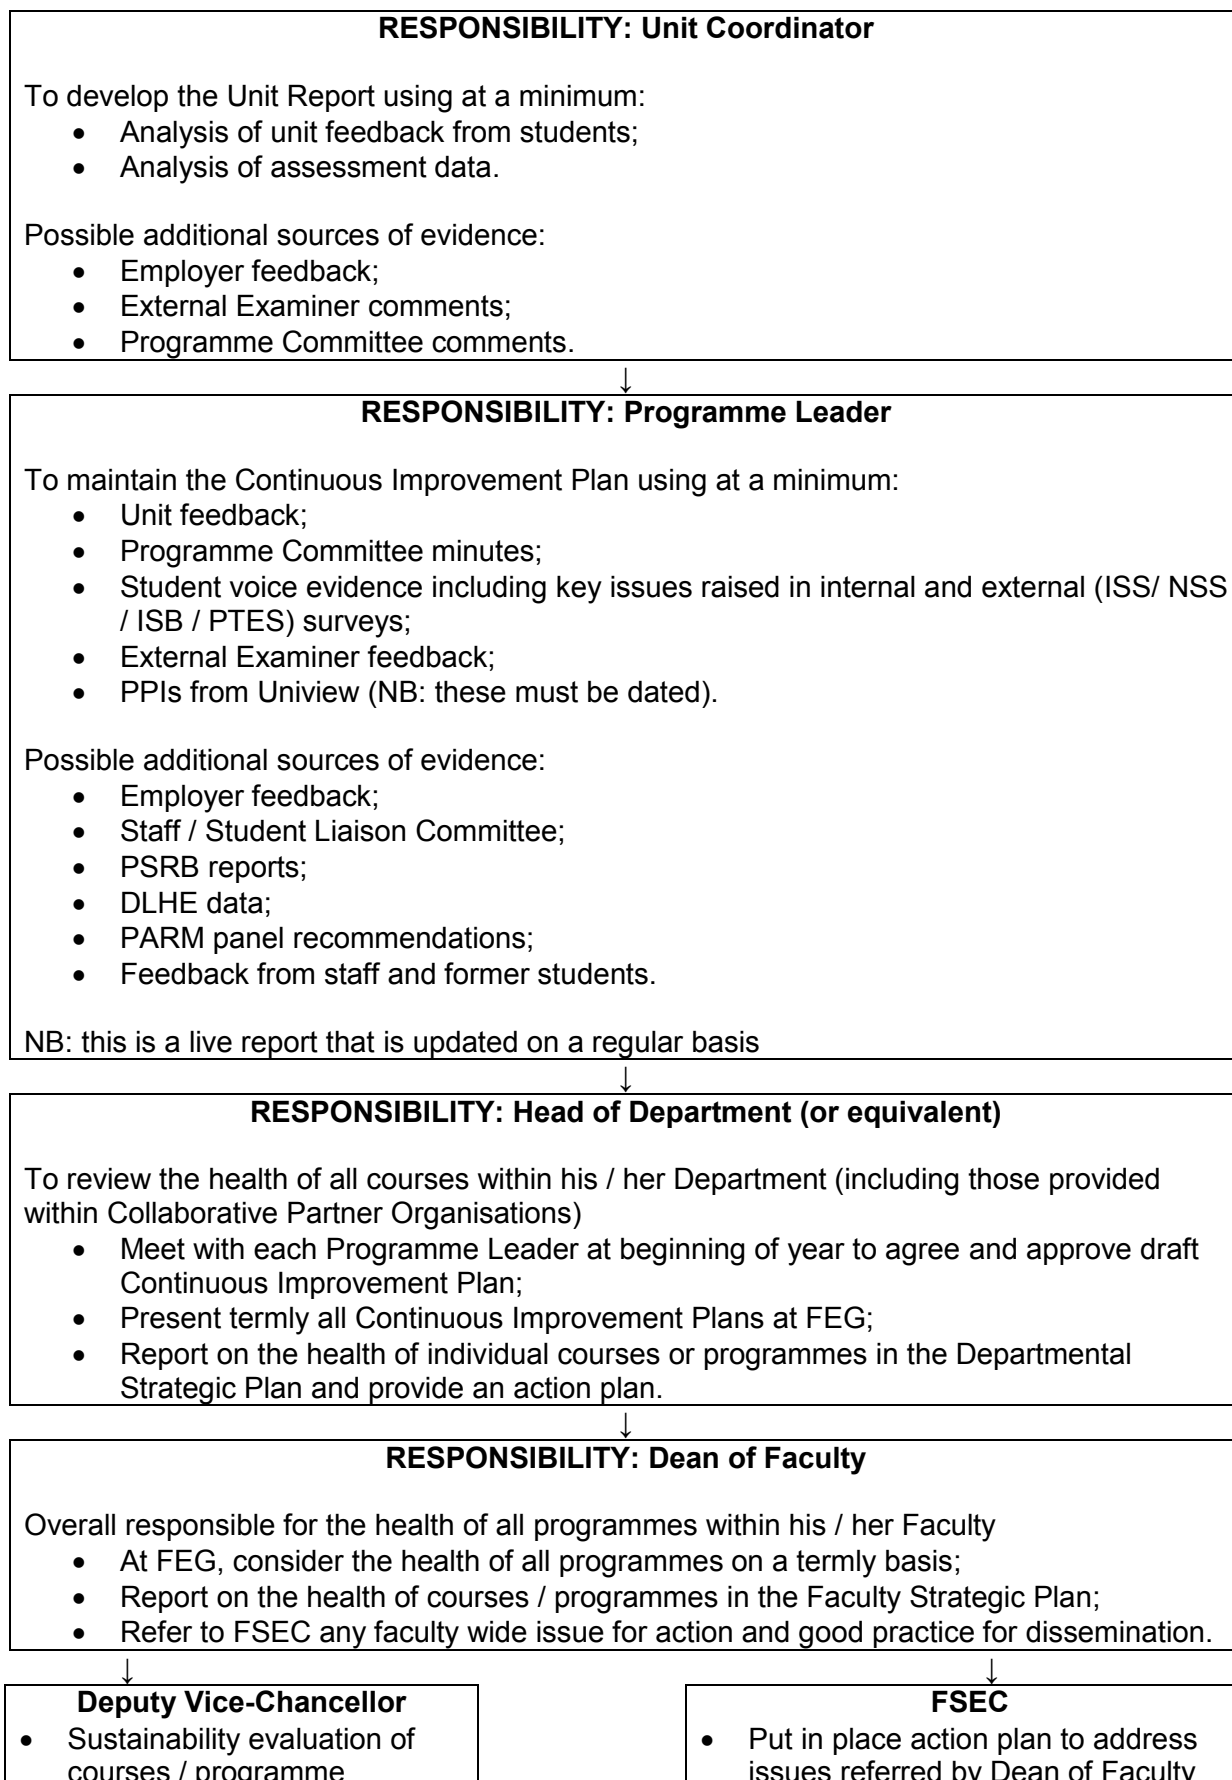 RESPONSIBILITY: Unit Coordinator
To develop the Unit Report using at a minimum:
• Analysis of unit feedback from students;
• Analysis of assessment data.
Possible additional sources of evidence:
• Employer feedback;
• External Examiner comments;
• Programme Committee comments.
↓
RESPONSIBILITY: Programme Leader
To maintain the Continuous Improvement Plan using at a minimum:
• Unit feedback;
• Programme Committee minutes;
• Student voice evidence including key issues raised in internal and external (ISS/ NSS
/ ISB / PTES) surveys;
• External Examiner feedback;
• PPIs from Uniview (NB: these must be dated).
Possible additional sources of evidence:
• Employer feedback;
• Staff / Student Liaison Committee;
• PSRB reports;
• DLHE data;
• PARM panel recommendations;
• Feedback from staff and former students.
NB: this is a live report that is updated on a regular basis
↓
RESPONSIBILITY: Head of Department (or equivalent)
To review the health of all courses within his / her Department (including those provided
within Collaborative Partner Organisations)
• Meet with each Programme Leader at beginning of year to agree and approve draft
Continuous Improvement Plan;
• Present termly all Continuous Improvement Plans at FEG;
• Report on the health of individual courses or programmes in the Departmental
Strategic Plan and provide an action plan.
↓
RESPONSIBILITY: Dean of Faculty
Overall responsible for the health of all programmes within his / her Faculty
• At FEG, consider the health of all programmes on a termly basis;
• Report on the health of courses / programmes in the Faculty Strategic Plan;
• Refer to FSEC any faculty wide issue for action and good practice for dissemination.
↓ ↓
Deputy Vice-Chancellor
• Sustainability evaluation of
courses / programme
FSEC
• Put in place action plan to address
issues referred by Dean of Faculty